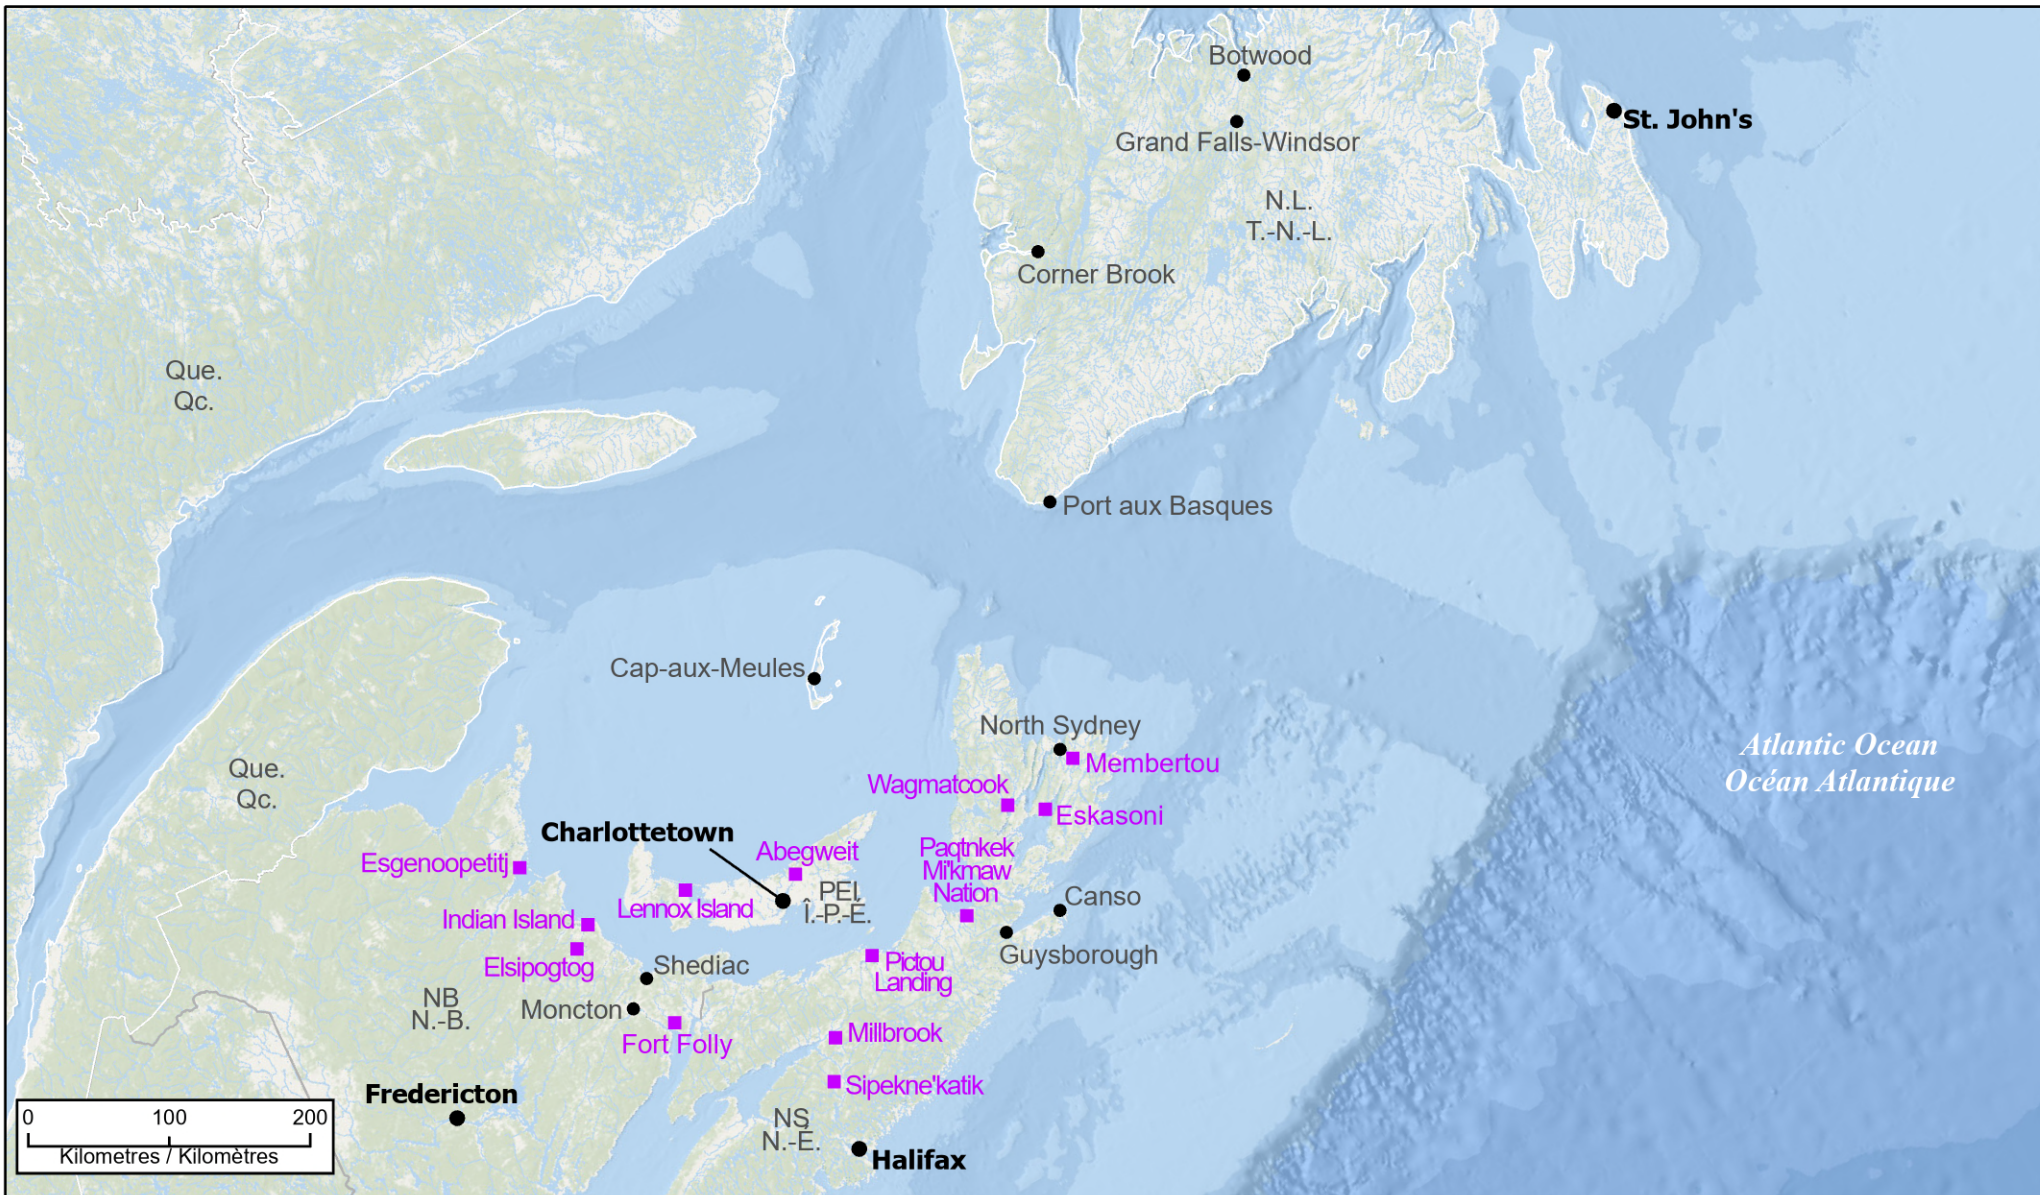 Botwood
St. John's
Grand Falls-Windsor
N.L.
T.-N.-L.
Corner Brook
Que.
Qc.
Port aux Basques
Cap-aux-Meules
North Sydney
Membertou
Atlantic Ocean
Océan Atlantique
Que.
Qc.
Wagmatcook
Eskasoni
Charlottetown
Abegweit
Paqtnkek
Mi'kmaw
Nation
Esgenoopetitj
PEI
Î.-P.-É.
Lennox Island
Canso
Indian Island
Guysborough
Elsipogtog
Shediac
Pictou
Landing
NB
N.-B.
Moncton
Fort Folly
Millbrook
Sipekne'katik
Fredericton
NS
N.-É.
Halifax
0 100 200
Kilometres / Kilomètres